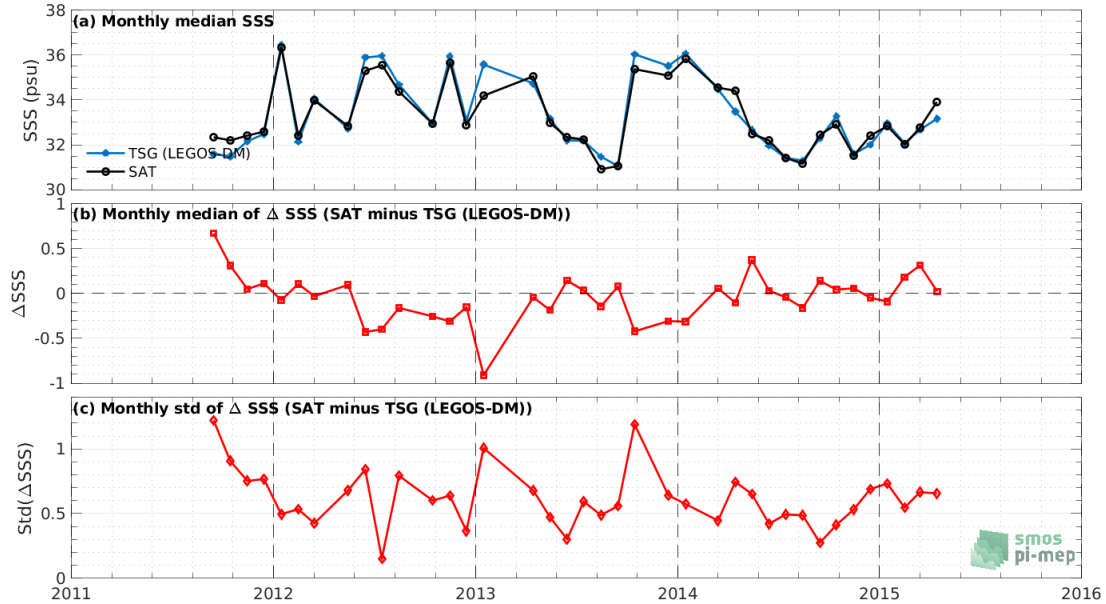 (a) Monthly median SSS
38
36
34
32
30
SSS (psu)
TSG (LEGOS-DM)
SAT
(b) Monthly median of Δ SSS (SAT minus TSG (LEGOS-DM))
1
0.5
0
-0.5
-1
ΔSSS
(c) Monthly std of Δ SSS (SAT minus TSG (LEGOS-DM))
1
0.5
0
Std(ΔSSS)
smos
pi-mep
2011 2012 2013 2014 2015 2016